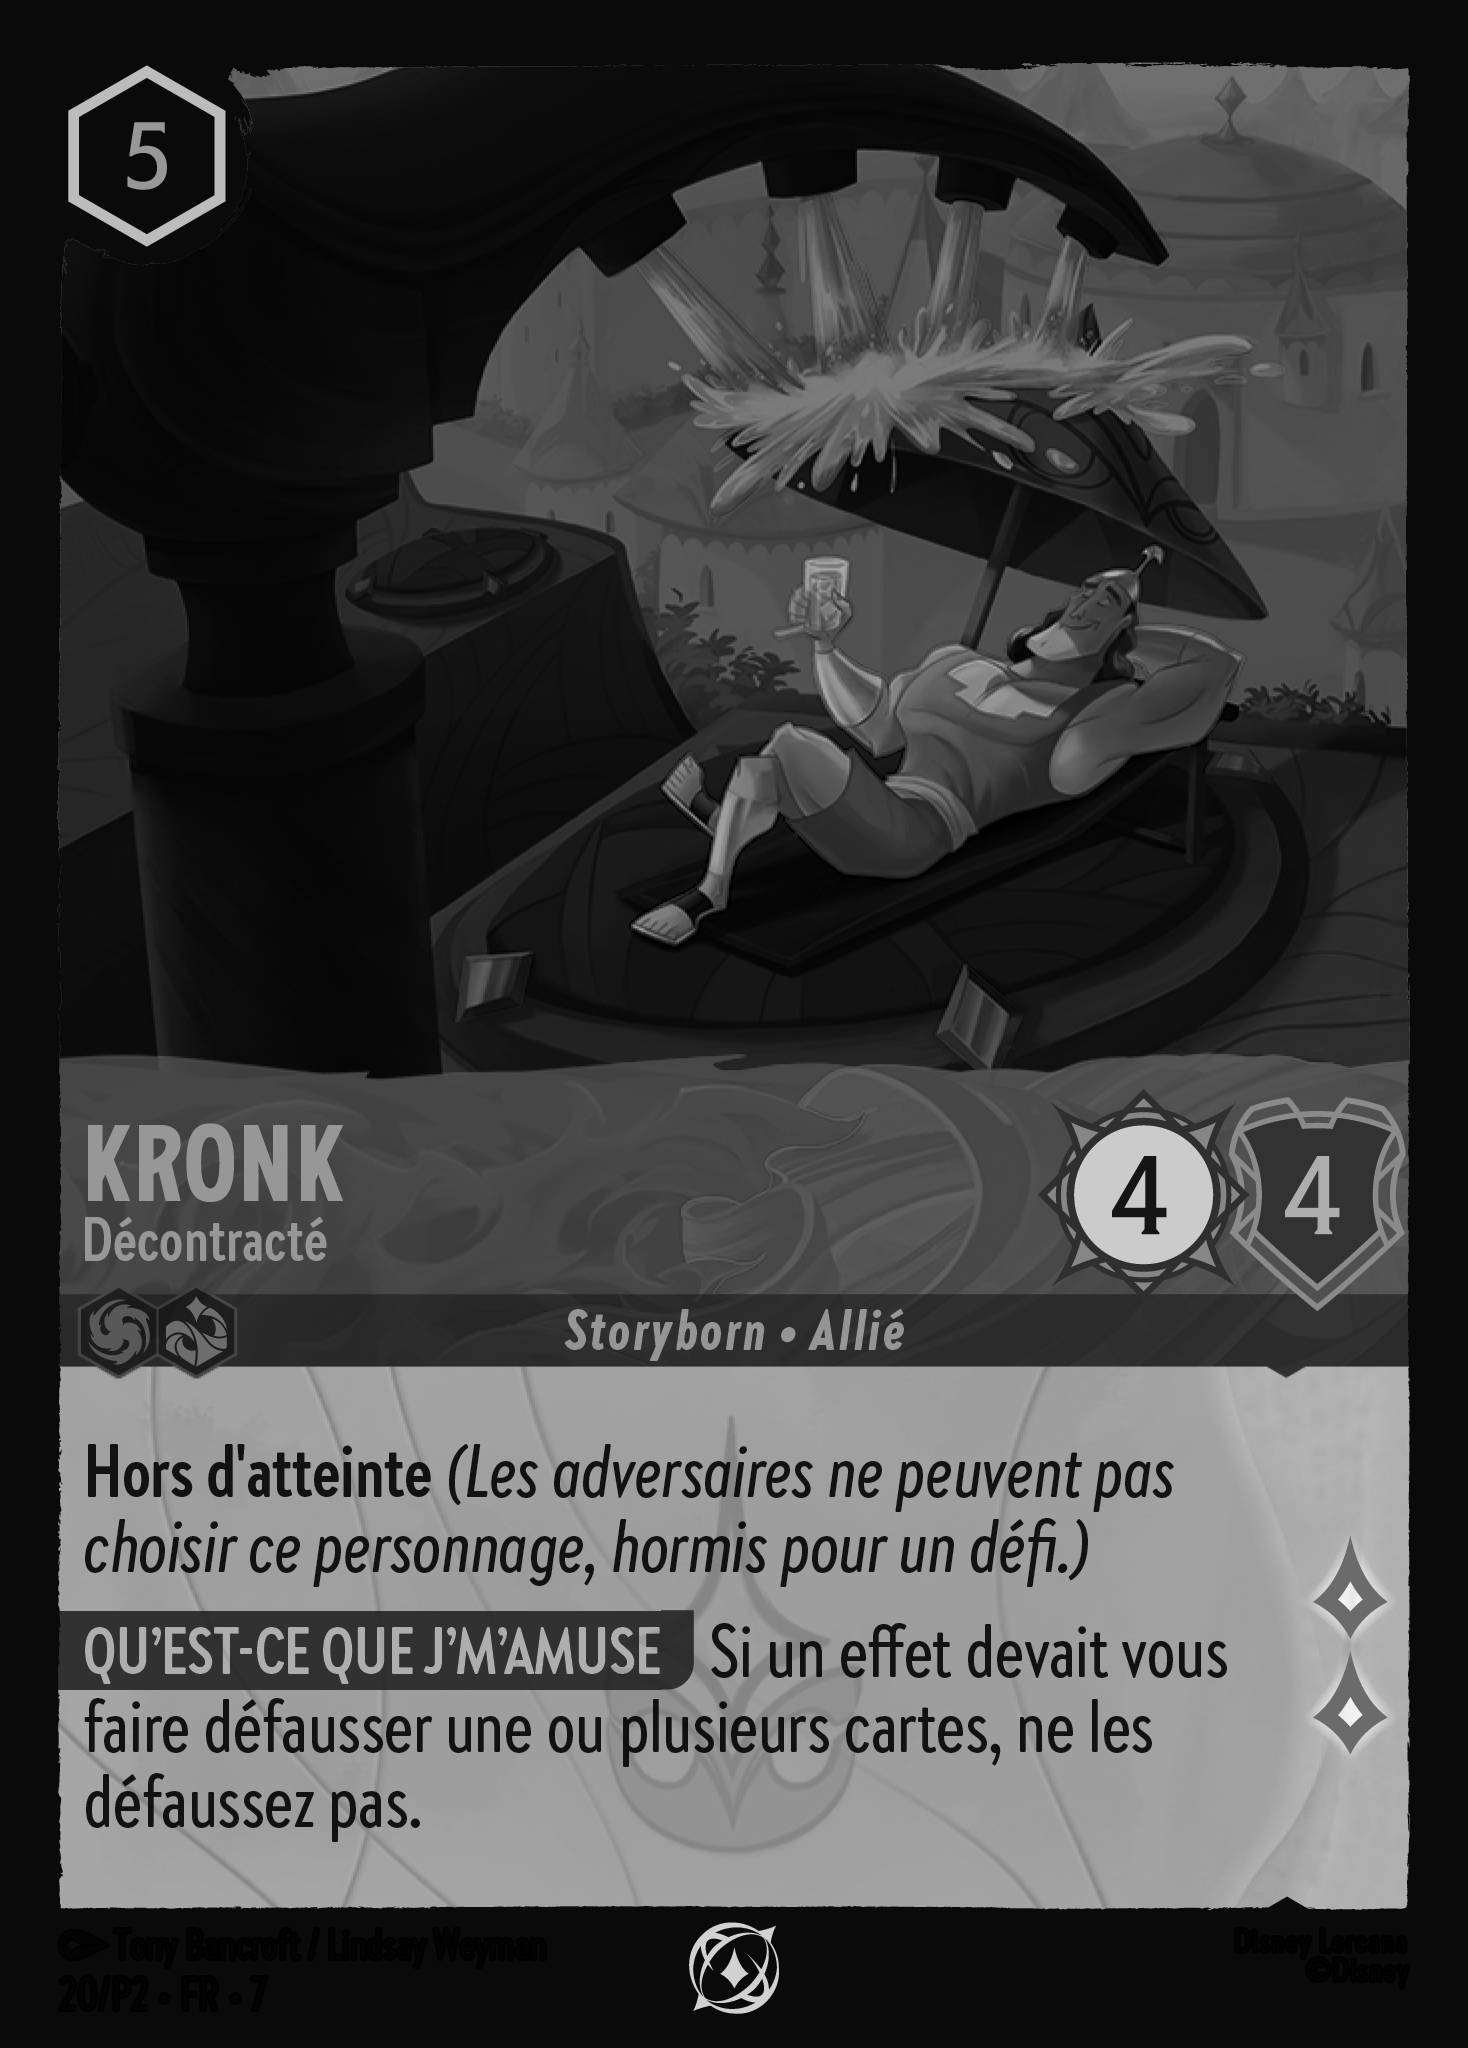 5
KRONK
Décontracté
4
4
Storyborn • Allié
Hors d'atteinte (Les adversaires ne peuvent pas
choisir ce personnage, hormis pour un défi.)
QU’EST-CE QUE J’M’AMUSE Si un effet devait vous
faire défausser une ou plusieurs cartes, ne les
défaussez pas.
Tony Bancroft / Lindsay Weyman
20/P2 • FR • 7
Disney Lorcana
©Disney